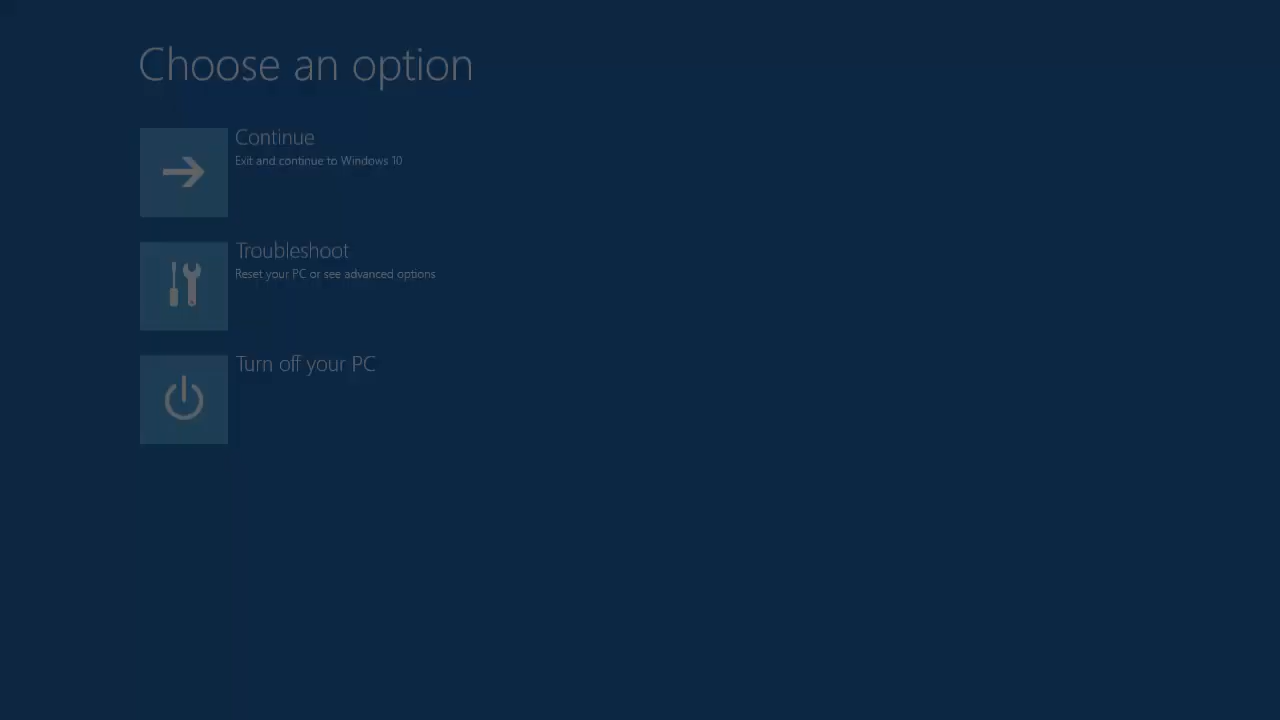 Choose an option
Continue
Exit and continue to Windows 10
Troubleshoot
Reset your PC or see advanced options
Turn off your PC